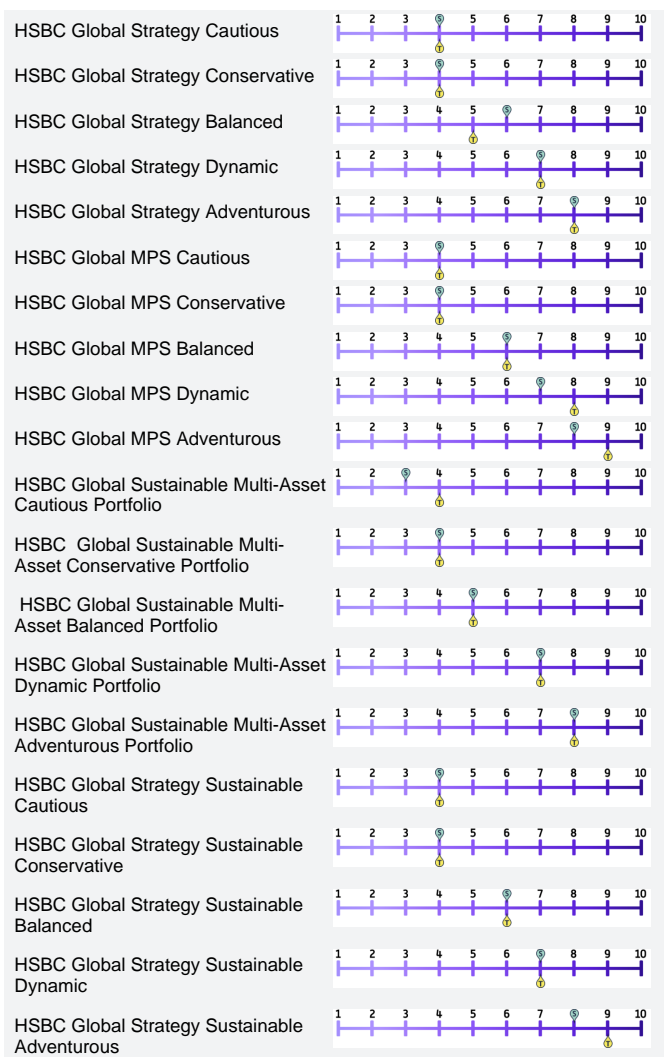 HSBC Global Strategy Cautious
1 2 3 S 5 6 7 8 9 10
T
HSBC Global Strategy Conservative
1 2 3 S 5 6 7 8 9 10
T
HSBC Global Strategy Balanced
1 2 3 4 5 S 7 8 9 10
T
HSBC Global Strategy Dynamic
1 2 3 4 5 6 S 8 9 10
T
HSBC Global Strategy Adventurous
1 2 3 4 5 6 7 S 9 10
T
HSBC Global MPS Cautious
1 2 3 S 5 6 7 8 9 10
T
HSBC Global MPS Conservative
1 2 3 S 5 6 7 8 9 10
T
HSBC Global MPS Balanced
1 2 3 4 5 S 7 8 9 10
T
HSBC Global MPS Dynamic
1 2 3 4 5 6 S 8 9 10
T
HSBC Global MPS Adventurous
1 2 3 4 5 6 7 S 9 10
T
HSBC Global Sustainable Multi-Asset
Cautious Portfolio
1 2 S 4 5 6 7 8 9 10
T
HSBC Global Sustainable Multi-
Asset Conservative Portfolio
1 2 3 S 5 6 7 8 9 10
T
HSBC Global Sustainable Multi-
Asset Balanced Portfolio
1 2 3 4 S 6 7 8 9 10
T
HSBC Global Sustainable Multi-Asset
Dynamic Portfolio
1 2 3 4 5 6 S 8 9 10
T
HSBC Global Sustainable Multi-Asset
Adventurous Portfolio
1 2 3 4 5 6 7 S 9 10
T
HSBC Global Strategy Sustainable
Cautious
1 2 3 S 5 6 7 8 9 10
T
HSBC Global Strategy Sustainable
Conservative
1 2 3 S 5 6 7 8 9 10
T
HSBC Global Strategy Sustainable
Balanced
1 2 3 4 5 S 7 8 9 10
T
HSBC Global Strategy Sustainable
Dynamic
1 2 3 4 5 6 S 8 9 10
T
HSBC Global Strategy Sustainable
Adventurous
1 2 3 4 5 6 7 S 9 10
T